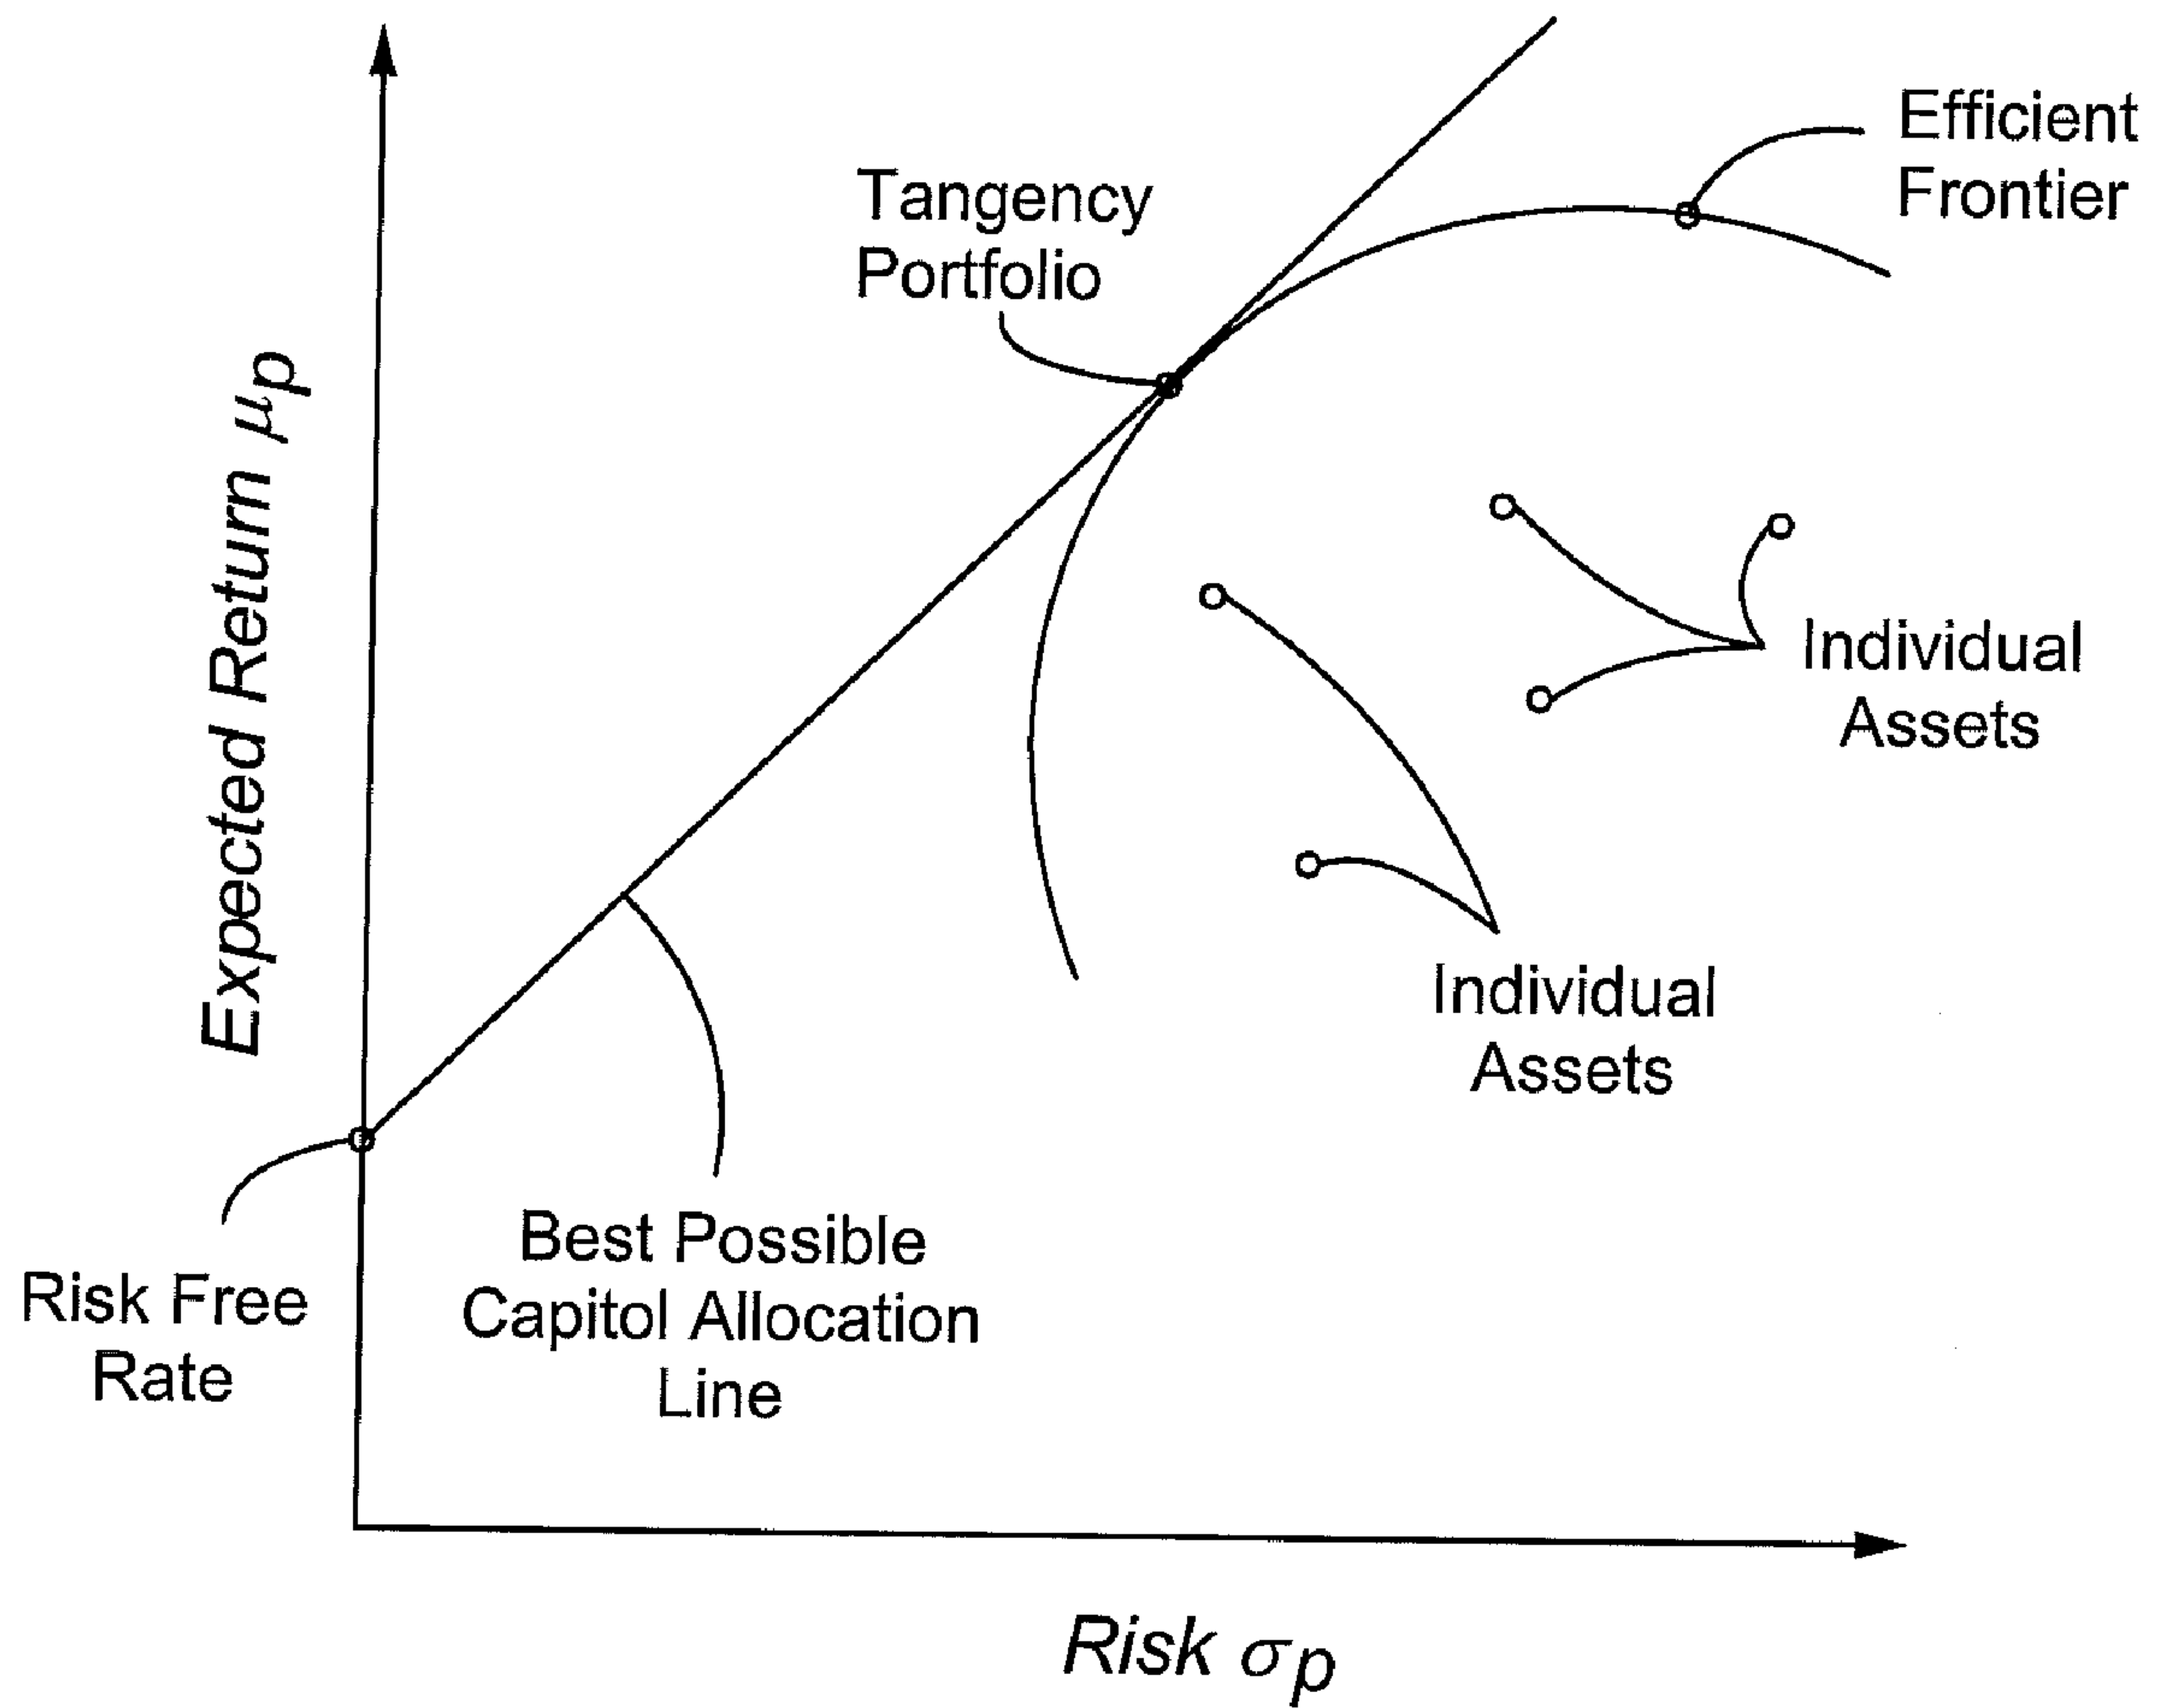 Efficient
Frontier
Tangency
Portfolio
Expected Return μp
Individual
Assets
Individual
Assets
Best Possible
Capitol Allocation
Line
Risk Free
Rate
Risk σp